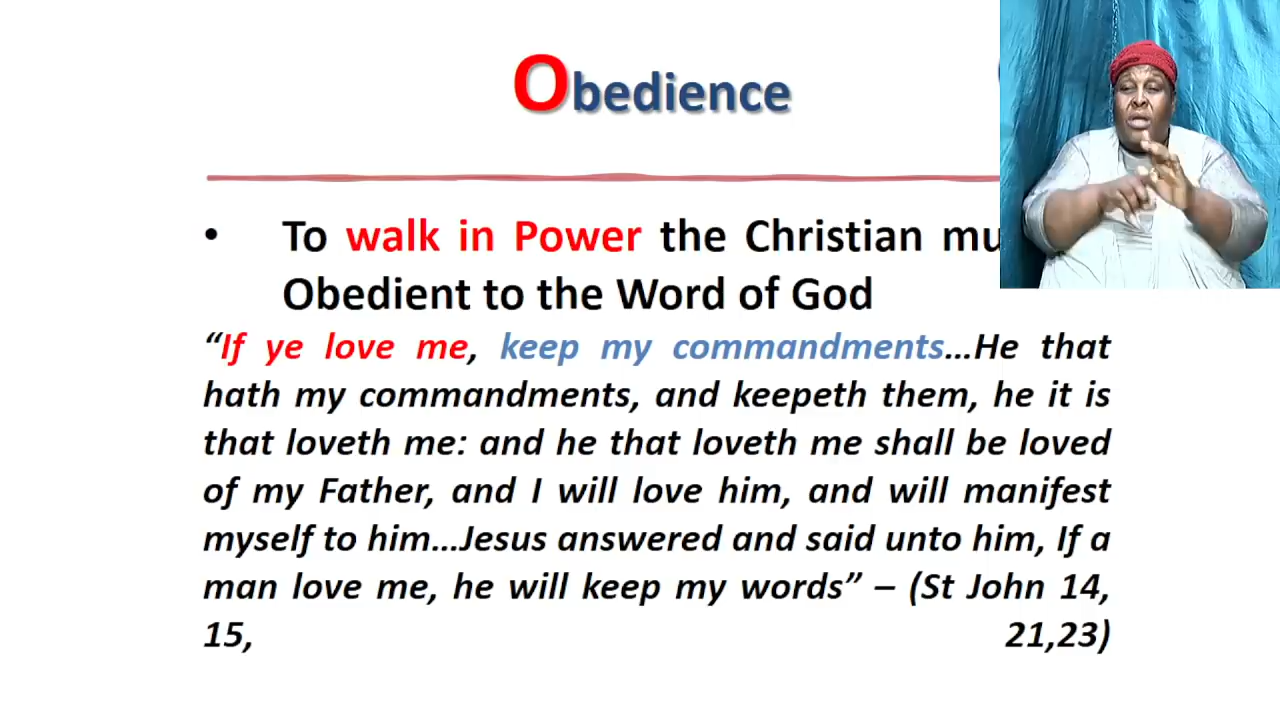 Obedience
• To walk in Power the Christian
Obedient to the Word of God
“If ye love me, keep my commandments…He that
hath my commandments, and keepeth them, he it is
that loveth me: and he that loveth me shall be loved
of my Father, and I will love him, and will manifest
myself to him…Jesus answered and said unto him, If a
man love me, he will keep my words” – (St John 14,
15, 21,23)